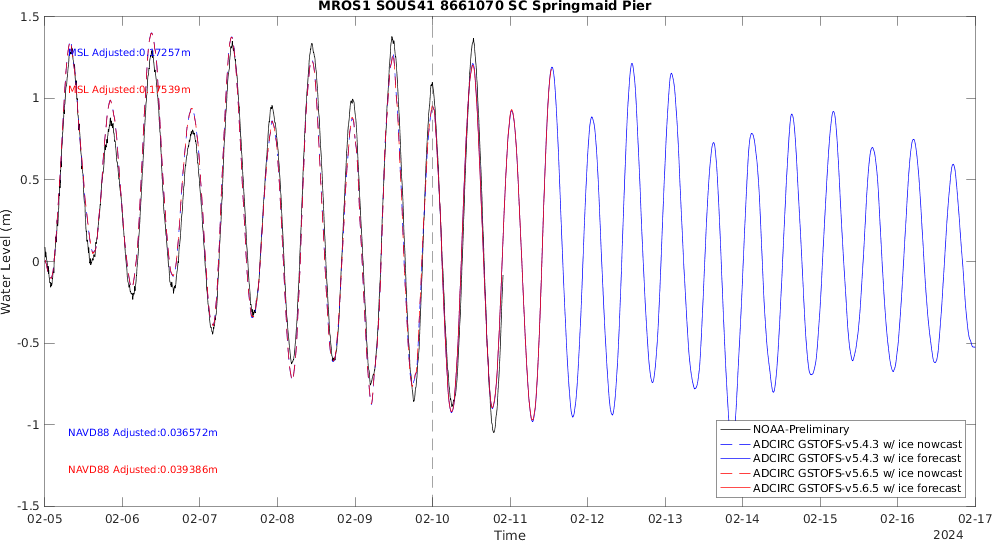 MROS1 SOUS41 8661070 SC Springmaid Pier
1.5
1
0.5
0
-0.5
-1
-1.5
Water Level (m)
MSL Adjusted:0.17257m
MSL Adjusted:0.17539m
NAVD88 Adjusted:0.036572m
NAVD88 Adjusted:0.039386m
NOAA-Preliminary
ADCIRC GSTOFS-v5.4.3 w/ ice nowcast
ADCIRC GSTOFS-v5.4.3 w/ ice forecast
ADCIRC GSTOFS-v5.6.5 w/ ice nowcast
ADCIRC GSTOFS-v5.6.5 w/ ice forecast
02-05 02-06 02-07 02-08 02-09 02-10 02-11 02-12 02-13 02-14 02-15 02-16 02-17
Time
2024